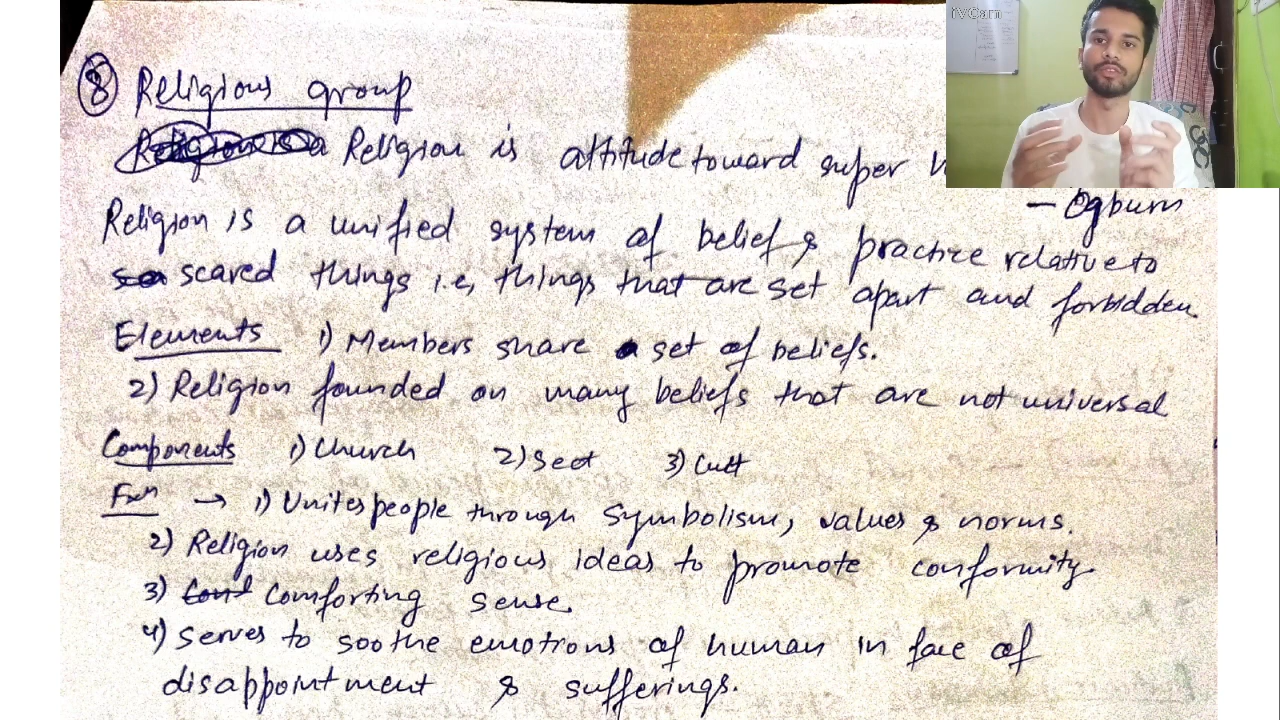 iVCam
⑧ Religious group
Religion is attitude toward super
— Ogburn
Religion is a unified system of belief & practice relative to
scared things i.e, things that are set apart and forbidden.
Elements 1) Members share a set of beliefs.
2) Religion founded on many beliefs that are not universal
Components 1) Church 2) Sect 3) Cult
Fxn → 1) Unites people through symbolism, values & norms.
2) Religion uses religious ideas to promote conformity.
3) Comforting sense.
4) Serves to soothe emotions of human in face of
disappointment & sufferings.